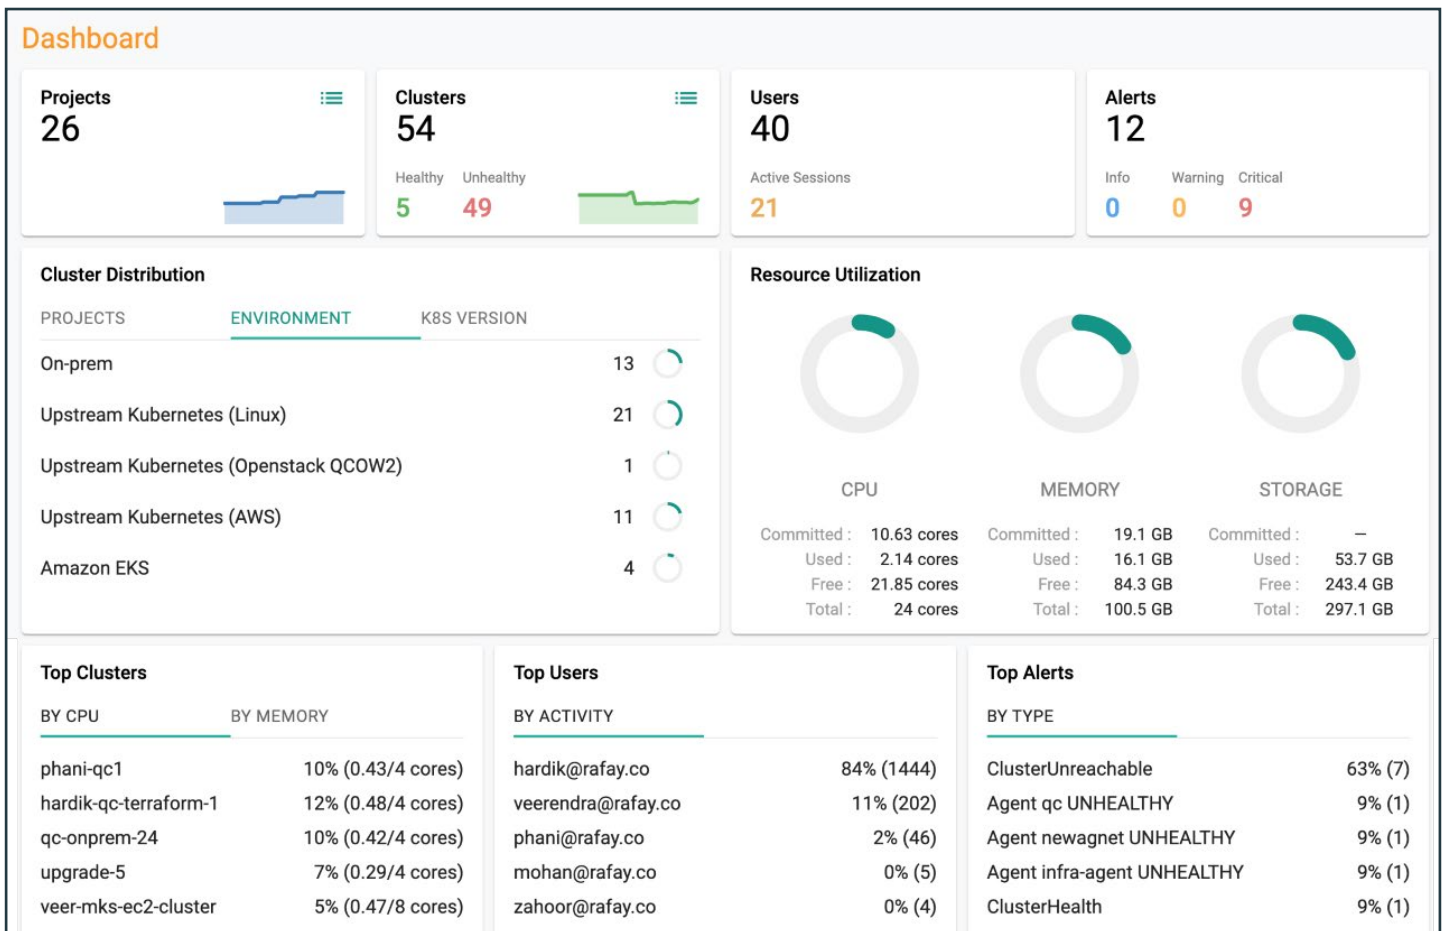 Dashboard
Projects
26
Clusters
54
Healthy Unhealthy
5 49
Users
40
Active Sessions
21
Alerts
12
Info Warning Critical
0 0 9
Cluster Distribution
PROJECTS ENVIRONMENT K8S VERSION
On-prem 13
Upstream Kubernetes (Linux) 21
Upstream Kubernetes (Openstack QCOW2) 1
Upstream Kubernetes (AWS) 11
Amazon EKS 4
Resource Utilization
CPU
Committed : 10.63 cores
Used : 2.14 cores
Free : 21.85 cores
Total : 24 cores
MEMORY
Committed : 19.1 GB
Used : 16.1 GB
Free : 84.3 GB
Total : 100.5 GB
STORAGE
Committed : –
Used : 53.7 GB
Free : 243.4 GB
Total : 297.1 GB
Top Clusters
BY CPU BY MEMORY
phani-qc1 10% (0.43/4 cores)
hardik-qc-terraform-1 12% (0.48/4 cores)
qc-onprem-24 10% (0.42/4 cores)
upgrade-5 7% (0.29/4 cores)
veer-mks-ec2-cluster 5% (0.47/8 cores)
Top Users
BY ACTIVITY
hardik@rafay.co 84% (1444)
veerendra@rafay.co 11% (202)
phani@rafay.co 2% (46)
mohan@rafay.co 0% (5)
zahoor@rafay.co 0% (4)
Top Alerts
BY TYPE
ClusterUnreachable 63% (7)
Agent qc UNHEALTHY 9% (1)
Agent newagnet UNHEALTHY 9% (1)
Agent infra-agent UNHEALTHY 9% (1)
ClusterHealth 9% (1)